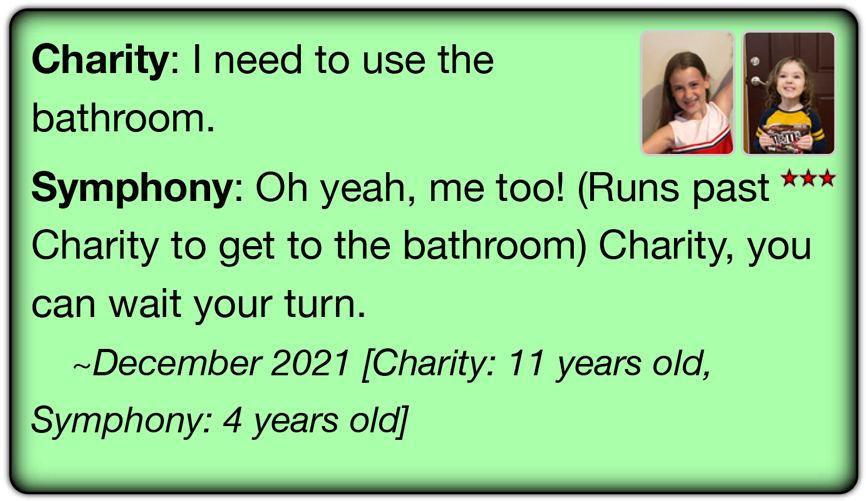 Charity: I need to use the
bathroom.
Symphony: Oh yeah, me too! (Runs past
Charity to get to the bathroom) Charity, you
can wait your turn.
~December 2021 [Charity: 11 years old,
Symphony: 4 years old]